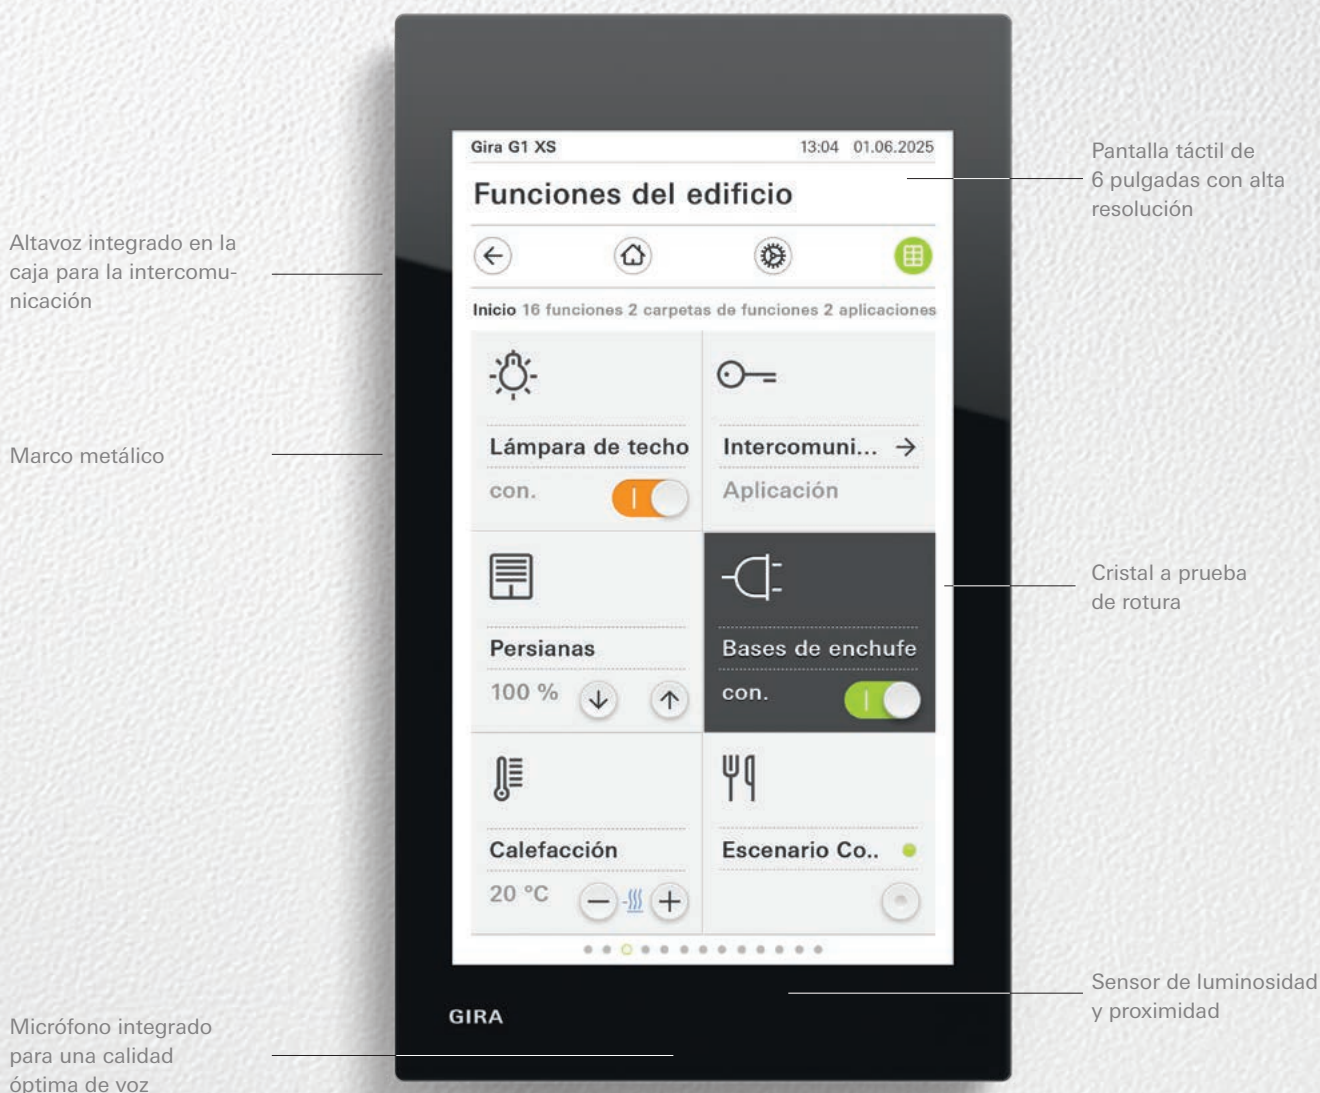 Gira G1 XS 13:04 01.06.2025
Funciones del edificio
Inicio 16 funciones 2 carpetas de funciones 2 aplicaciones
Lámpara de techo
con.
Intercomuni... →
Aplicación
Persianas
100 %
Bases de enchufe
con.
Calefacción
20 °C
Escenario Co..
GIRA
Altavoz integrado en la
caja para la intercomu-
nicación
Marco metálico
Micrófono integrado
para una calidad
óptima de voz
Pantalla táctil de
6 pulgadas con alta
resolución
Cristal a prueba
de rotura
Sensor de luminosidad
y proximidad